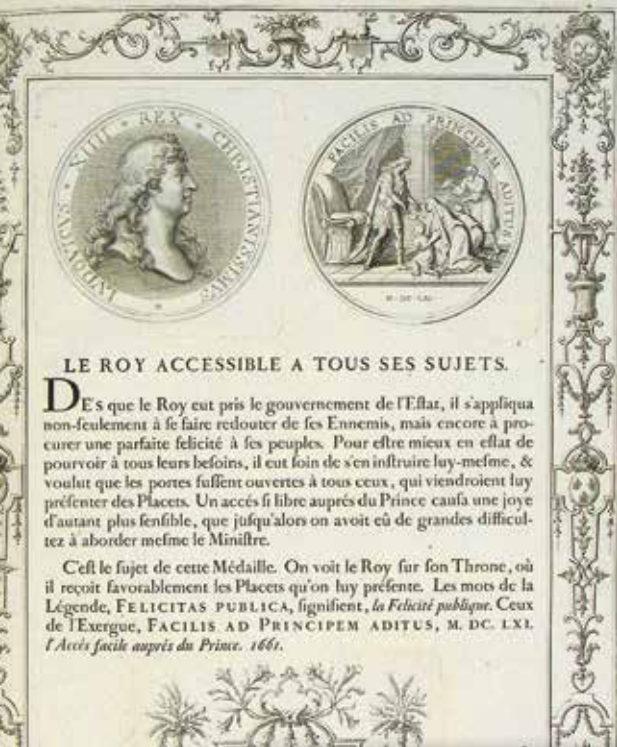 LUDOVICUS · XIIII · REX · CHRISTIANISSIMUS
FACILIS AD PRINCIPEM ADITUS
M·DC·LXI·
LE ROY ACCESSIBLE A TOUS SES SUJETS.
DEs que le Roy eut pris le gouvernement de l'Eſtat, il s'appliqua
non-ſeulement à ſe faire redouter de ſes Ennemis, mais encore à pro-
curer une parfaite felicité à ſes peuples. Pour eſtre mieux en eſtat de
pourvoir à tous leurs beſoins, il eut ſoin de s'en inſtruire luy-meſme, &
voulut que les portes fuſſent ouvertes à tous ceux, qui viendroient luy
préſenter des Placets. Un accés ſi libre auprés du Prince cauſa une joye
d'autant plus ſenſible, que juſqu'alors on avoit eû de grandes difficul-
tez à aborder meſme le Miniſtre.
C'eſt le ſujet de cette Médaille. On voit le Roy ſur ſon Throne, où
il reçoit favorablement les Placets qu'on luy préſente. Les mots de la
Légende, FELICITAS PUBLICA, ſignifient, la Felicité publique. Ceux
de l'Exergue, FACILIS AD PRINCIPEM ADITUS, M. DC. LXI.
l'Accés facile auprés du Prince. 1661.